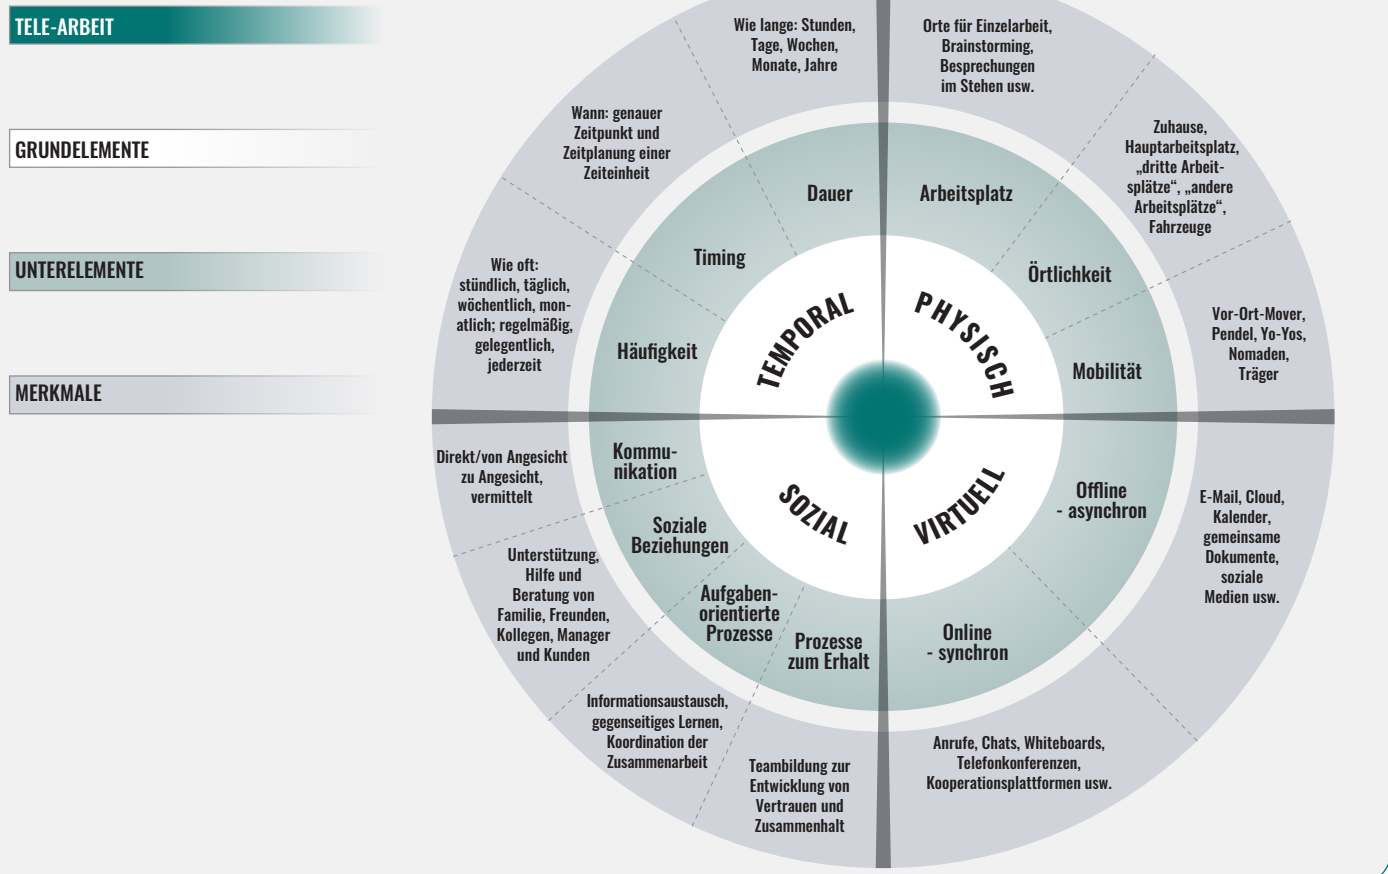 TELE-ARBEIT
GRUNDELEMENTE
UNTERELEMENTE
MERKMALE
Wie lange: Stunden,
Tage, Wochen,
Monate, Jahre
Orte für Einzelarbeit,
Brainstorming,
Besprechungen
im Stehen usw.
Wann: genauer
Zeitpunkt und
Zeitplanung einer
Zeiteinheit
Zuhause,
Hauptarbeitsplatz,
„dritte Arbeit-
splätze“, „andere
Arbeitsplätze“,
Fahrzeuge
Wie oft:
stündlich, täglich,
wöchentlich, mon-
atlich; regelmäßig,
gelegentlich,
jederzeit
Vor-Ort-Mover,
Pendel, Yo-Yos,
Nomaden,
Träger
Dauer
Arbeitsplatz
Timing
Örtlichkeit
Häufigkeit
Mobilität
TEMPORAL
PHYSISCH
SOZIAL
VIRTUELL
Kommu-
nikation
Soziale
Beziehungen
Aufgaben-
orientierte
Prozesse
Prozesse
zum Erhalt
Offline
- asynchron
Online
- synchron
Direkt/von Angesicht
zu Angesicht,
vermittelt
Unterstützung,
Hilfe und
Beratung von
Familie, Freunden,
Kollegen, Manager
und Kunden
Informationsaustausch,
gegenseitiges Lernen,
Koordination der
Zusammenarbeit
Teambildung zur
Entwicklung von
Vertrauen und
Zusammenhalt
E-Mail, Cloud,
Kalender,
gemeinsame
Dokumente,
soziale
Medien usw.
Anrufe, Chats, Whiteboards,
Telefonkonferenzen,
Kooperationsplattformen usw.